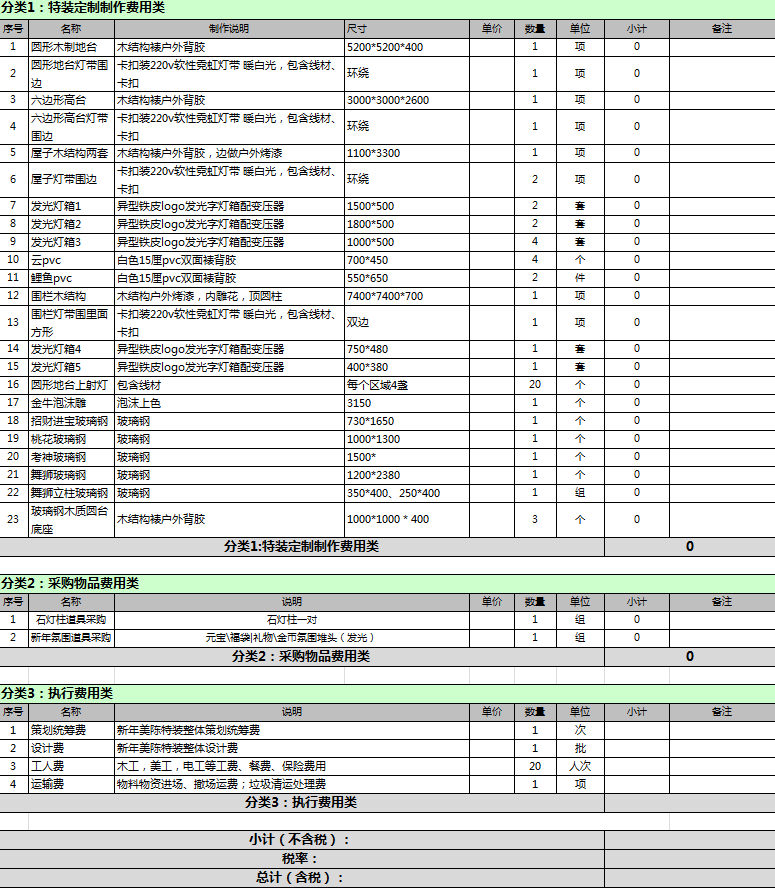 分类1：特装定制制作费用类
序号 名称 制作说明 尺寸 单价 数量 单位 小计 备注
1 圆形木制地台 木结构裱户外背胶 5200*5200*400 1 项 0
2 圆形地台灯带围边 卡扣装220v软性霓虹灯带 暖白光，包含线材、卡扣 环绕 1 项 0
3 六边形高台 木结构裱户外背胶 3000*3000*2600 1 项 0
4 六边形高台灯带围边 卡扣装220v软性霓虹灯带 暖白光，包含线材、卡扣 环绕 1 项 0
5 屋子木结构两套 木结构裱户外背胶，边做户外烤漆 1100*3300 1 项 0
6 屋子灯带围边 卡扣装220v软性霓虹灯带 暖白光，包含线材、卡扣 环绕 2 项 0
7 发光灯箱1 异型铁皮logo发光字灯箱配变压器 1500*500 2 套 0
8 发光灯箱2 异型铁皮logo发光字灯箱配变压器 1800*500 2 套 0
9 发光灯箱3 异型铁皮logo发光字灯箱配变压器 1000*500 4 套 0
10 云pvc 白色15厘pvc双面裱背胶 700*450 4 个 0
11 鲤鱼pvc 白色15厘pvc双面裱背胶 550*650 2 件 0
12 围栏木结构 木结构户外烤漆，内雕花，顶圆柱 7400*7400*700 1 项 0
13 围栏灯带围里面方形 卡扣装220v软性霓虹灯带 暖白光，包含线材、卡扣 双边 1 项 0
14 发光灯箱4 异型铁皮logo发光字灯箱配变压器 750*480 1 套 0
15 发光灯箱5 异型铁皮logo发光字灯箱配变压器 400*380 1 套 0
16 圆形地台上射灯 包含线材 每个区域4盏 20 个 0
17 金牛泡沫雕 泡沫上色 3150 1 个 0
18 招财进宝玻璃钢 玻璃钢 730*1650 1 个 0
19 桃花玻璃钢 玻璃钢 1000*1300 1 个 0
20 考神玻璃钢 玻璃钢 1500* 1 个 0
21 舞狮玻璃钢 玻璃钢 1200*2380 1 个 0
22 舞狮立柱玻璃钢 玻璃钢 350*400、250*400 1 组 0
23 玻璃钢木质圆台底座 木结构裱户外背胶 1000*1000 * 400 3 个 0
分类1:特装定制制作费用类 0
分类2：采购物品费用类
序号 名称 说明 单价 数量 单位 小计 备注
1 石灯柱道具采购 石灯柱一对 1 组 0
2 新年氛围道具采购 元宝\福袋|礼物\金币氛围堆头（发光） 1 组 0
分类2：采购物品费用类 0
分类3：执行费用类
序号 名称 说明 单价 数量 单位 小计 备注
1 策划统筹费 新年美陈特装整体策划统筹费 1 次
2 设计费 新年美陈特装整体设计费 1 批
3 工人费 木工，美工，电工等工费、餐费、保险费用 20 人次
4 运输费 物料物资进场、撤场运费；垃圾清运处理费 1 项
分类3：执行费用类
小计（不含税）：
税率：
总计（含税）：